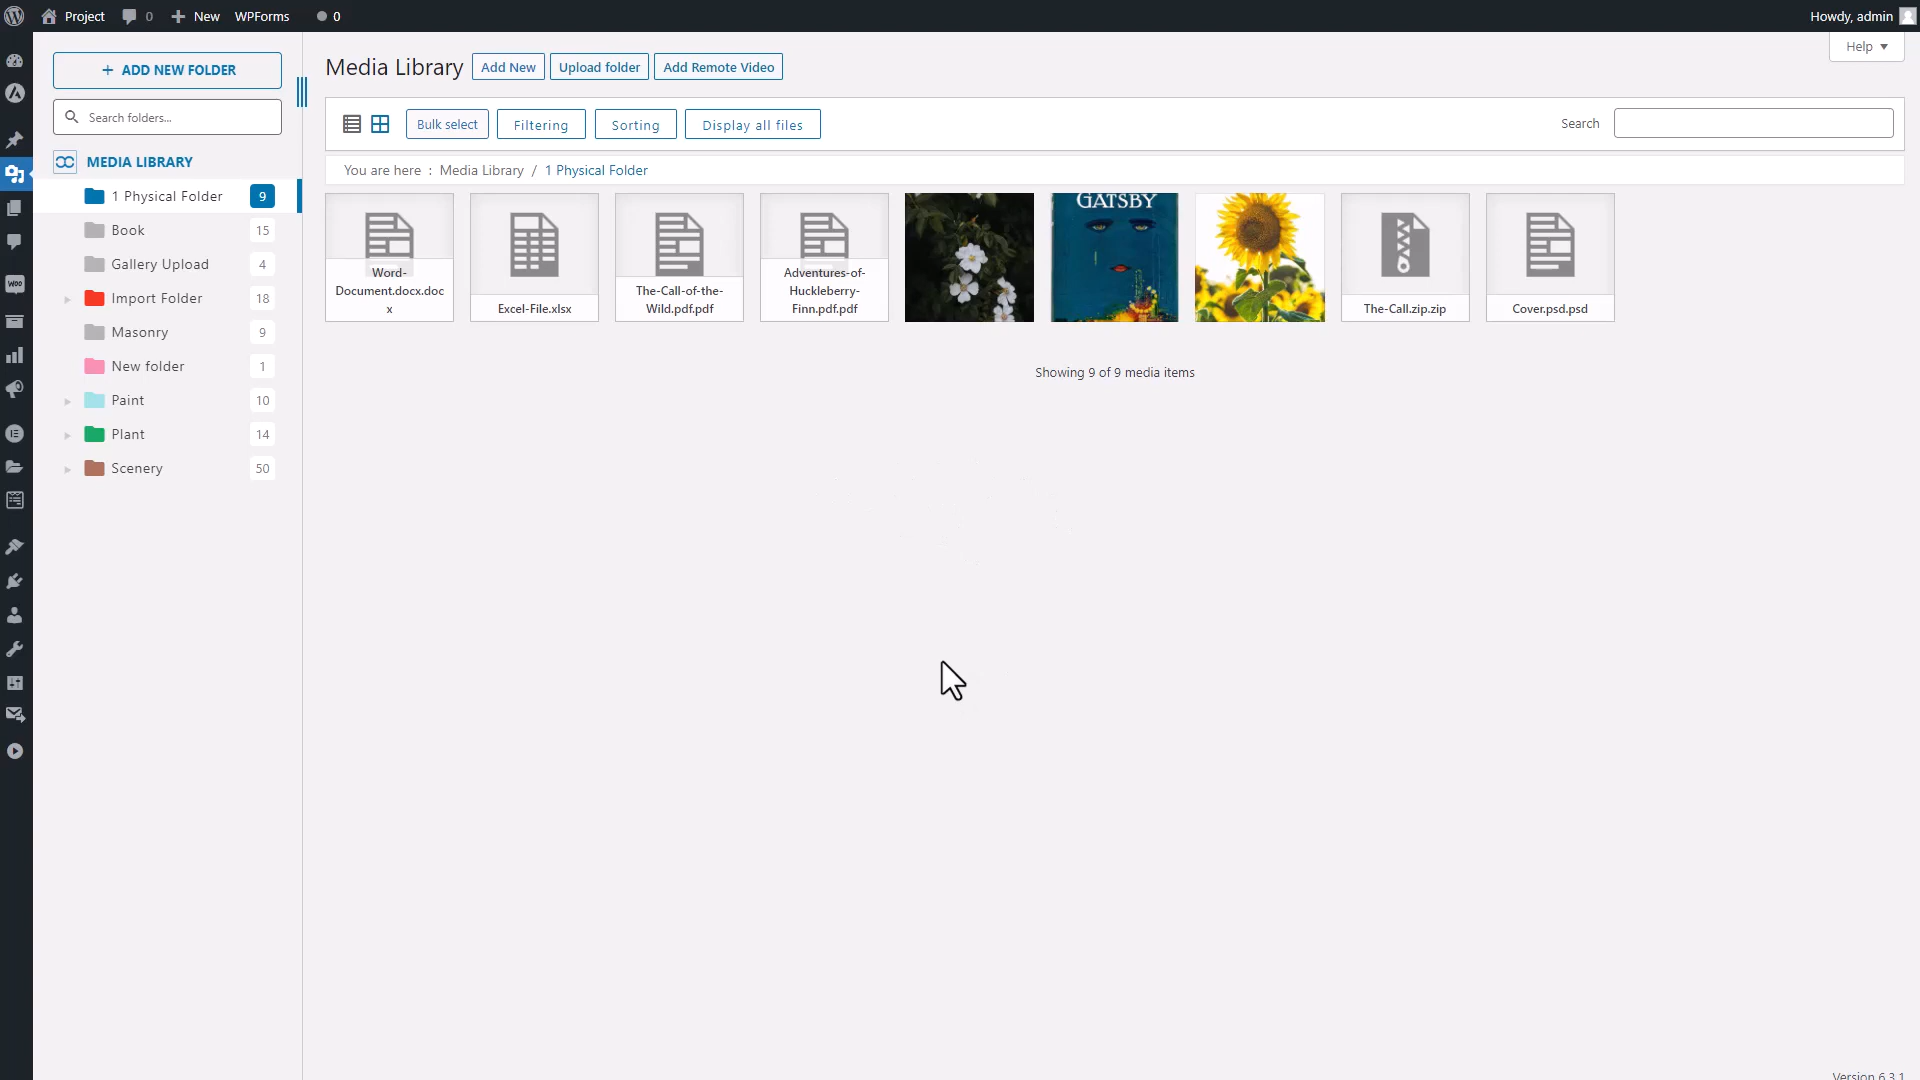 Project
0
New
WPForms
0
Howdy, admin
Help
ADD NEW FOLDER
Search folders...
MEDIA LIBRARY
1 Physical Folder 9
Book 15
Gallery Upload 4
Import Folder 18
Masonry 9
New folder 1
Paint 10
Plant 14
Scenery 50
Woo
Media Library
Add New
Upload folder
Add Remote Video
Bulk select
Filtering
Sorting
Display all files
Search
You are here : Media Library / 1 Physical Folder
Word-
Document.docx.doc
x
Excel-File.xlsx
The-Call-of-the-
Wild.pdf.pdf
Adventures-of-
Huckleberry-
Finn.pdf.pdf
GATSBY
The-Call.zip.zip
Cover.psd.psd
Showing 9 of 9 media items
Version 6.3.1